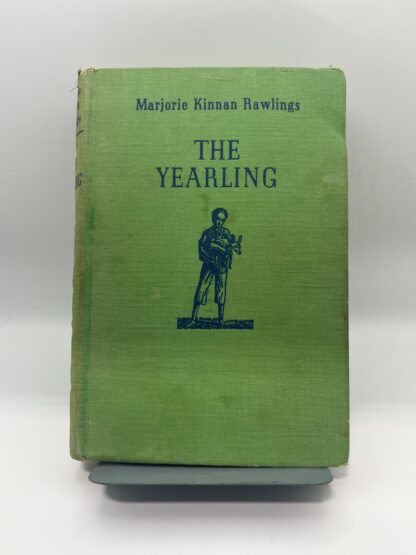 Marjorie Kinnan Rawlings
THE
YEARLING